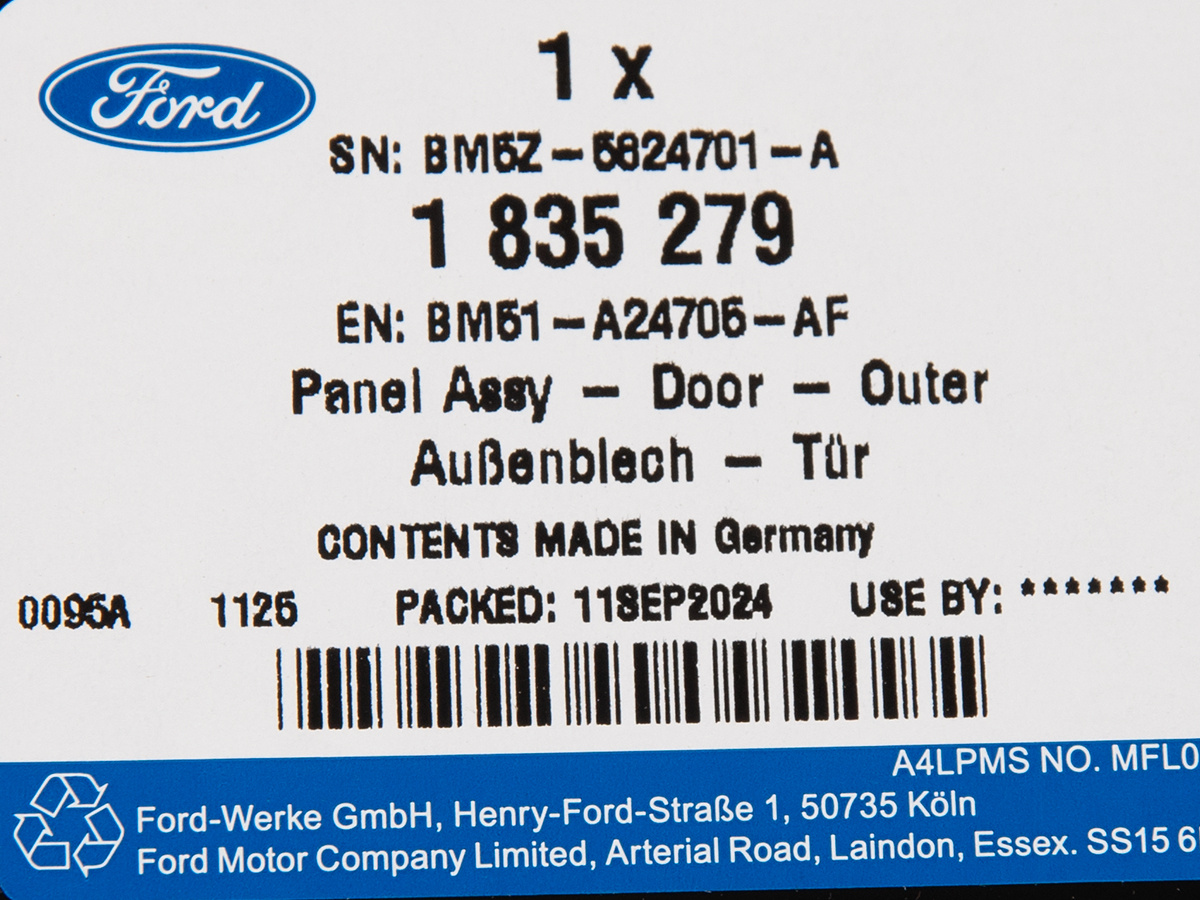 Ford
1 x
SN: BM5Z-5824701-A
1 835 279
EN: BM51-A24706-AF
Panel Assy - Door - Outer
Außenblech - Tür
CONTENTS MADE IN Germany
0095A 1125 PACKED: 11SEP2024 USE BY: *******
A4LPMS NO. MFL0
Ford-Werke GmbH, Henry-Ford-Straße 1, 50735 Köln
Ford Motor Company Limited, Arterial Road, Laindon, Essex. SS15 6